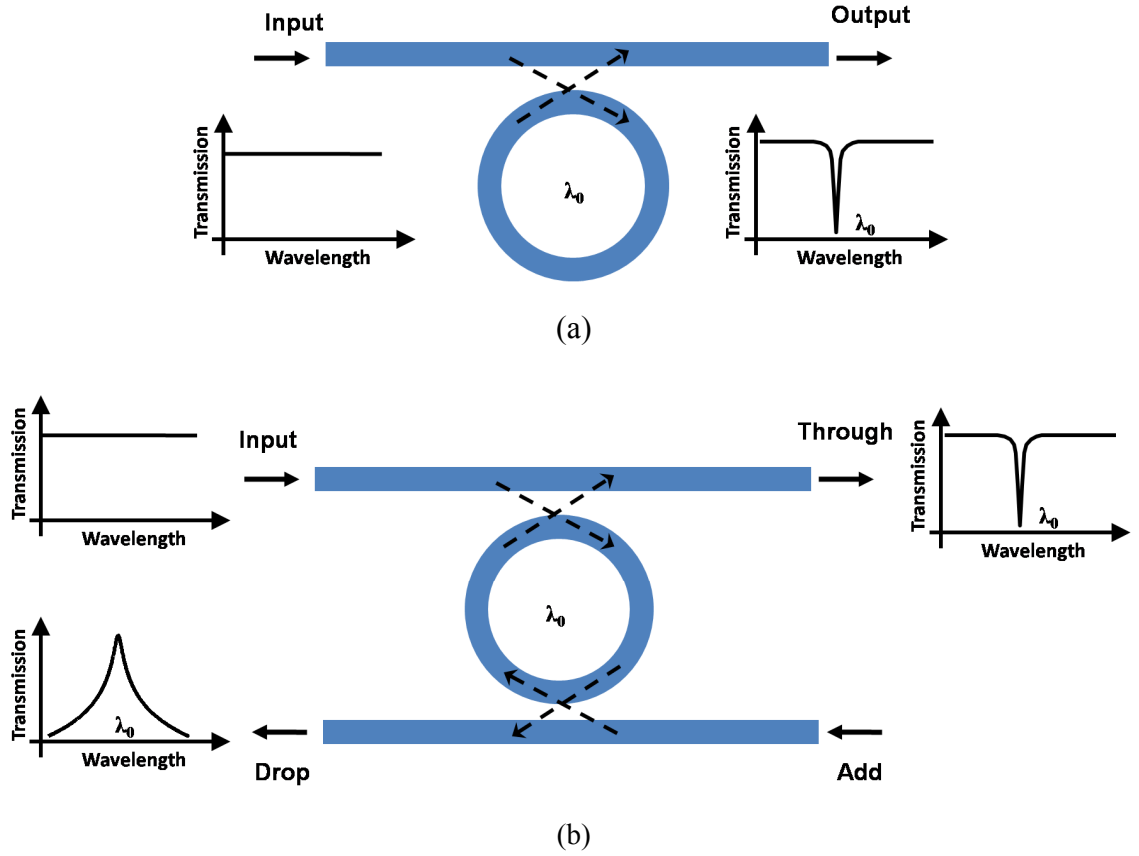 Input
Output
Transmission
Wavelength
λ₀
Transmission
λ₀
Wavelength
(a)
Transmission
Wavelength
Input
Through
Transmission
λ₀
Wavelength
λ₀
Transmission
λ₀
Wavelength
Drop
Add
(b)